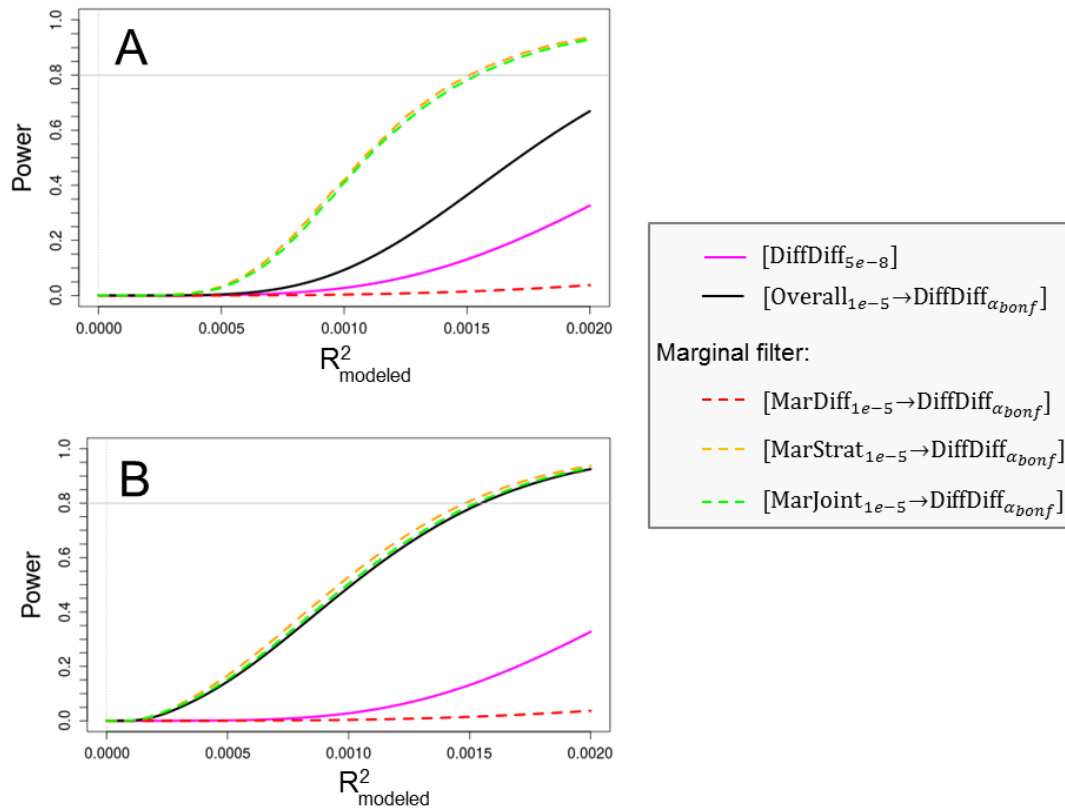 A
Power
0.0 0.2 0.4 0.6 0.8 1.0
0.0000 0.0005 0.0010 0.0015 0.0020
R²modeled
B
Power
0.0 0.2 0.4 0.6 0.8 1.0
0.0000 0.0005 0.0010 0.0015 0.0020
R²modeled
[DiffDiff5e−8]
[Overall1e−5→DiffDiffαbonf]
Marginal filter:
[MarDiff1e−5→DiffDiffαbonf]
[MarStrat1e−5→DiffDiffαbonf]
[MarJoint1e−5→DiffDiffαbonf]